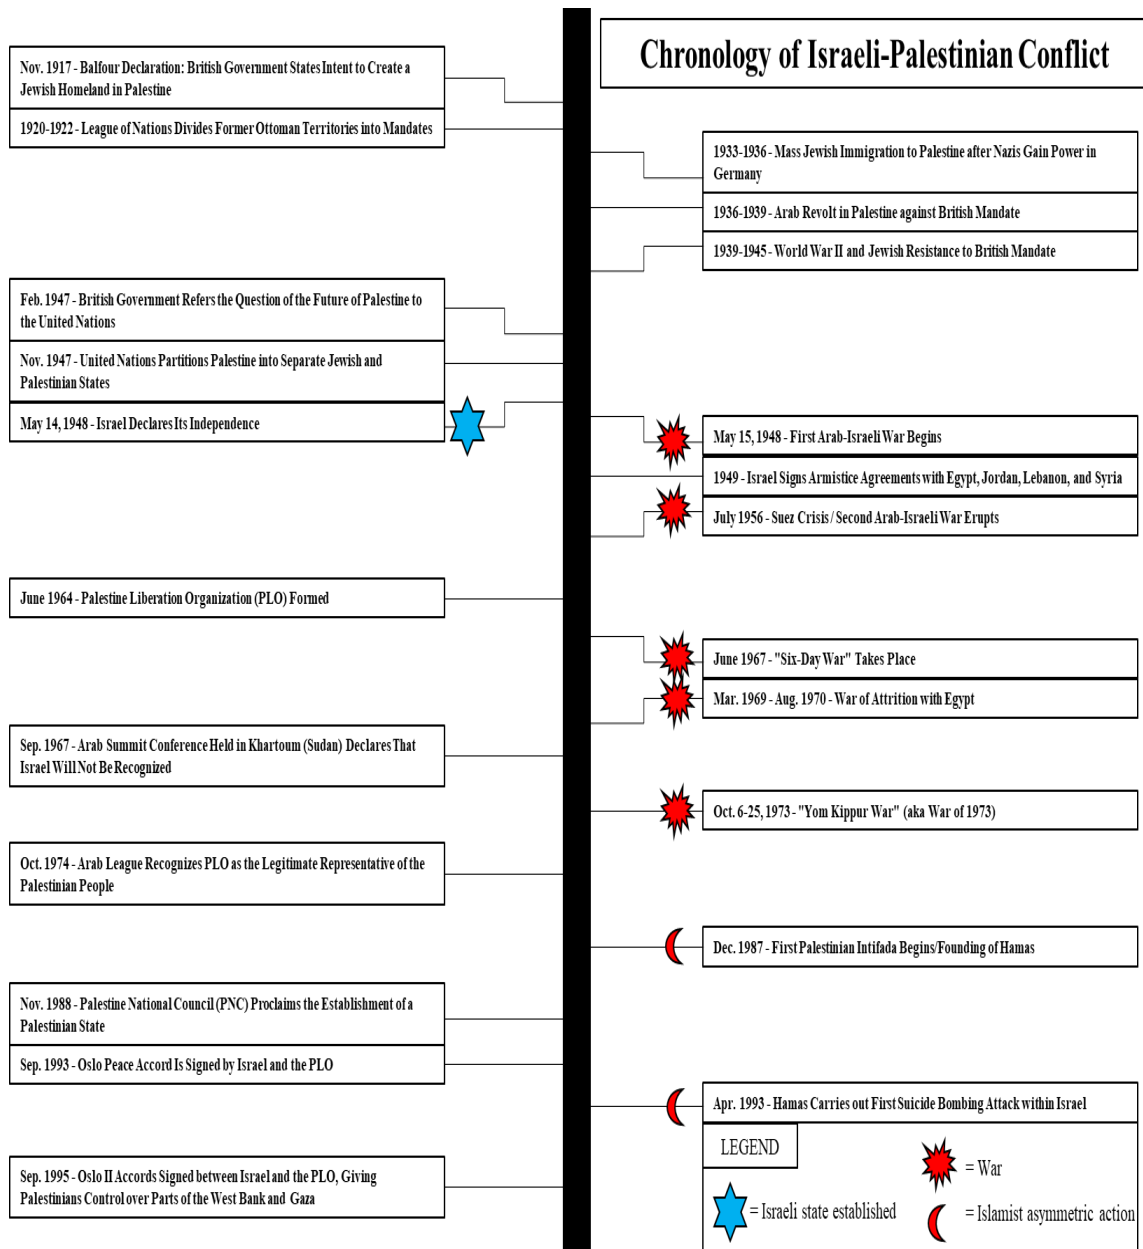 Chronology of Israeli-Palestinian Conflict
Nov. 1917 - Balfour Declaration: British Government States Intent to Create a
Jewish Homeland in Palestine
1920-1922 - League of Nations Divides Former Ottoman Territories into Mandates
1933-1936 - Mass Jewish Immigration to Palestine after Nazis Gain Power in
Germany
1936-1939 - Arab Revolt in Palestine against British Mandate
1939-1945 - World War II and Jewish Resistance to British Mandate
Feb. 1947 - British Government Refers the Question of the Future of Palestine to
the United Nations
Nov. 1947 - United Nations Partitions Palestine into Separate Jewish and
Palestinian States
May 14, 1948 - Israel Declares Its Independence
May 15, 1948 - First Arab-Israeli War Begins
1949 - Israel Signs Armistice Agreements with Egypt, Jordan, Lebanon, and Syria
July 1956 - Suez Crisis / Second Arab-Israeli War Erupts
June 1964 - Palestine Liberation Organization (PLO) Formed
June 1967 - "Six-Day War" Takes Place
Mar. 1969 - Aug. 1970 - War of Attrition with Egypt
Sep. 1967 - Arab Summit Conference Held in Khartoum (Sudan) Declares That
Israel Will Not Be Recognized
Oct. 6-25, 1973 - "Yom Kippur War" (aka War of 1973)
Oct. 1974 - Arab League Recognizes PLO as the Legitimate Representative of the
Palestinian People
Dec. 1987 - First Palestinian Intifada Begins/Founding of Hamas
Nov. 1988 - Palestine National Council (PNC) Proclaims the Establishment of a
Palestinian State
Sep. 1993 - Oslo Peace Accord Is Signed by Israel and the PLO
Apr. 1993 - Hamas Carries out First Suicide Bombing Attack within Israel
Sep. 1995 - Oslo II Accords Signed between Israel and the PLO, Giving
Palestinians Control over Parts of the West Bank and Gaza
LEGEND
= War
= Israeli state established
= Islamist asymmetric action